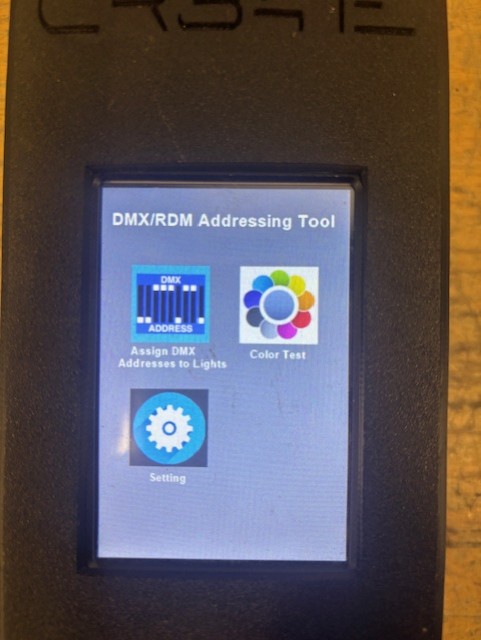 DMX/RDM Addressing Tool
DMX
ADDRESS
Assign DMX
Addresses to Lights
Color Test
Setting